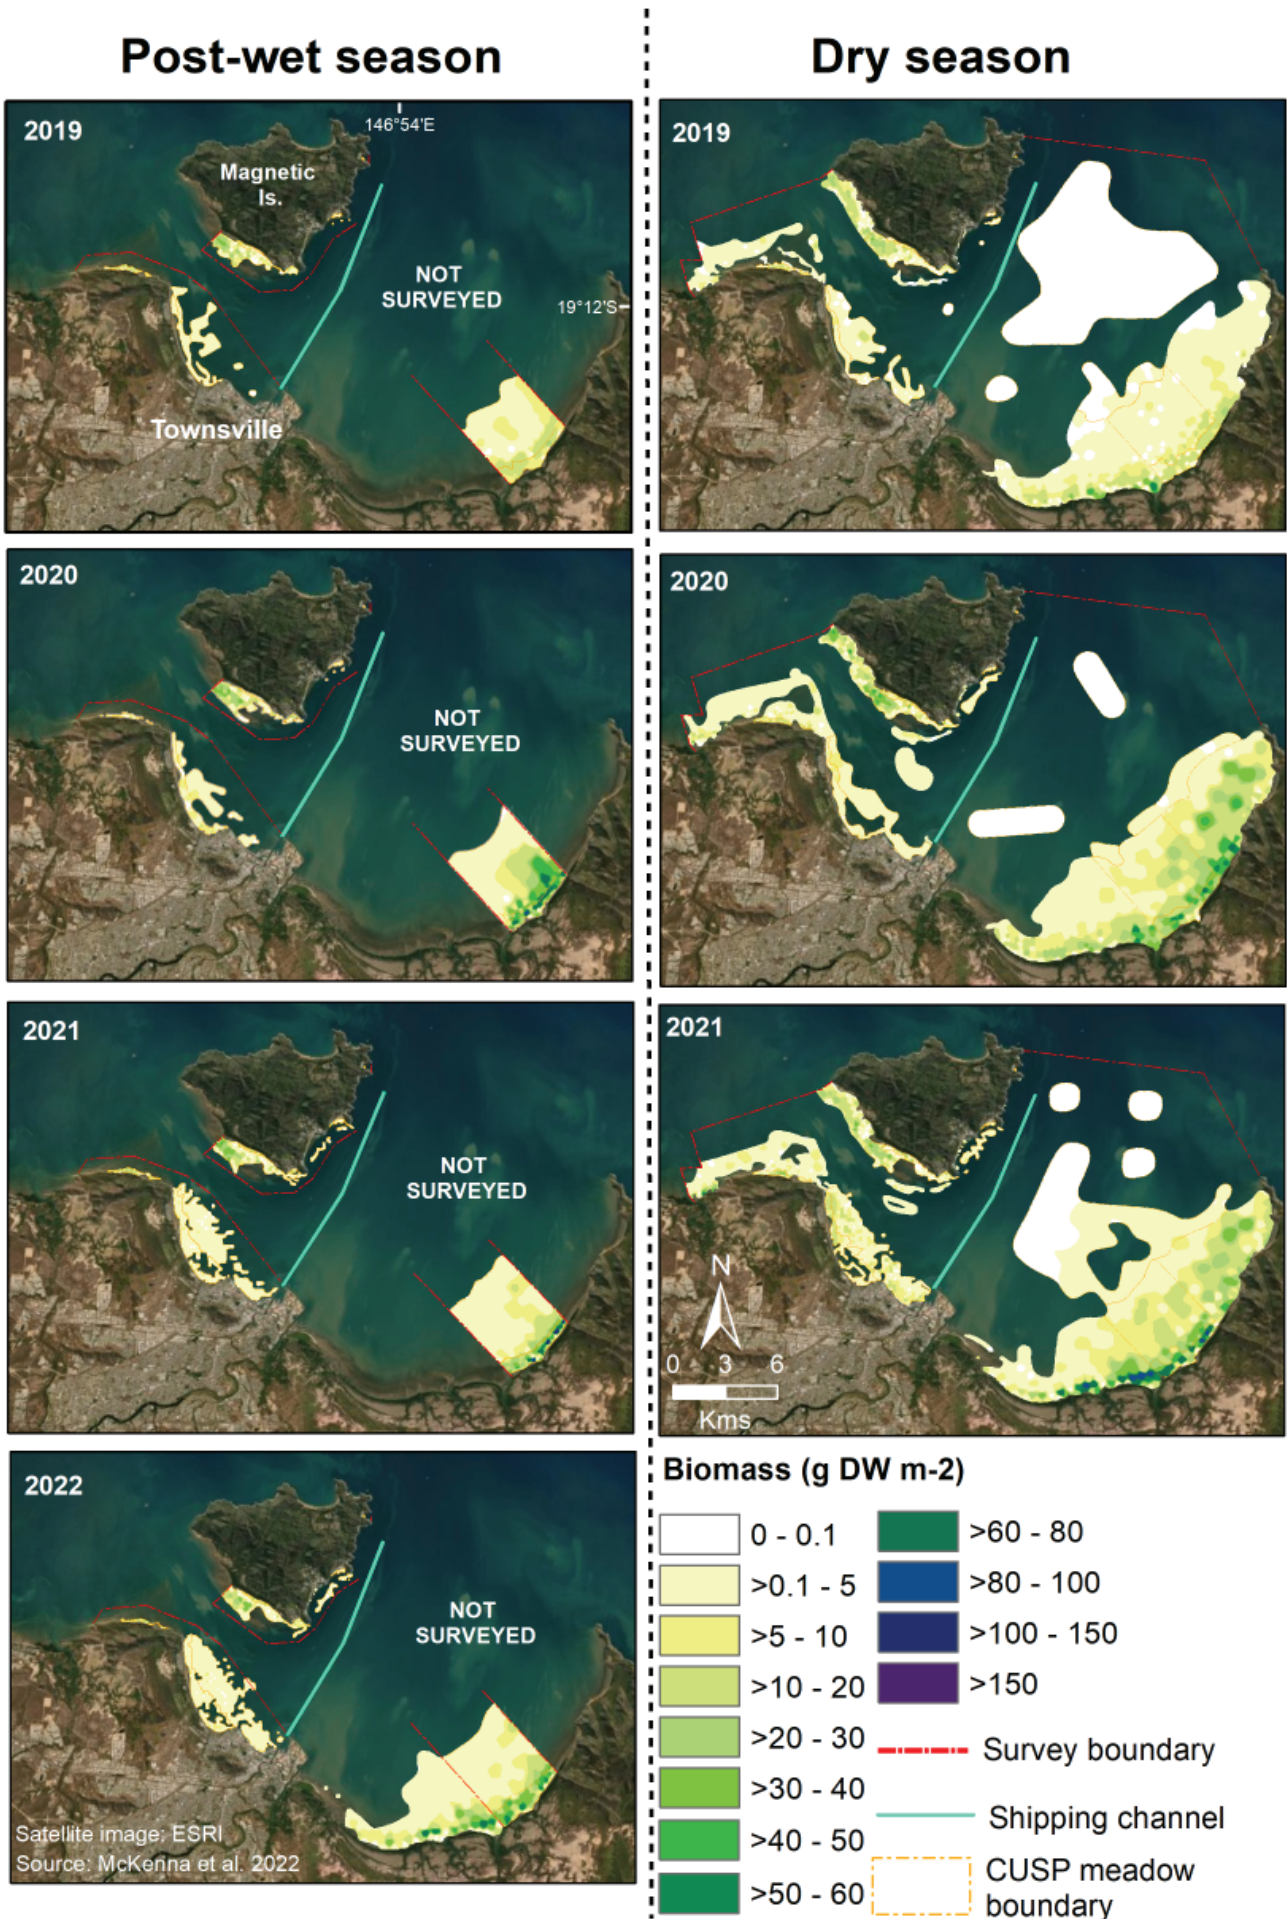 Post-wet season
Dry season
2019
146°54'E
Magnetic
Is.
NOT
SURVEYED
19°12'S
Townsville
2019
2020
NOT
SURVEYED
2020
2021
NOT
SURVEYED
2021
N
0 3 6
Kms
2022
NOT
SURVEYED
Satellite image: ESRI
Source: McKenna et al. 2022
Biomass (g DW m-2)
0 - 0.1
>0.1 - 5
>5 - 10
>10 - 20
>20 - 30
>30 - 40
>40 - 50
>50 - 60
>60 - 80
>80 - 100
>100 - 150
>150
Survey boundary
Shipping channel
CUSP meadow
boundary